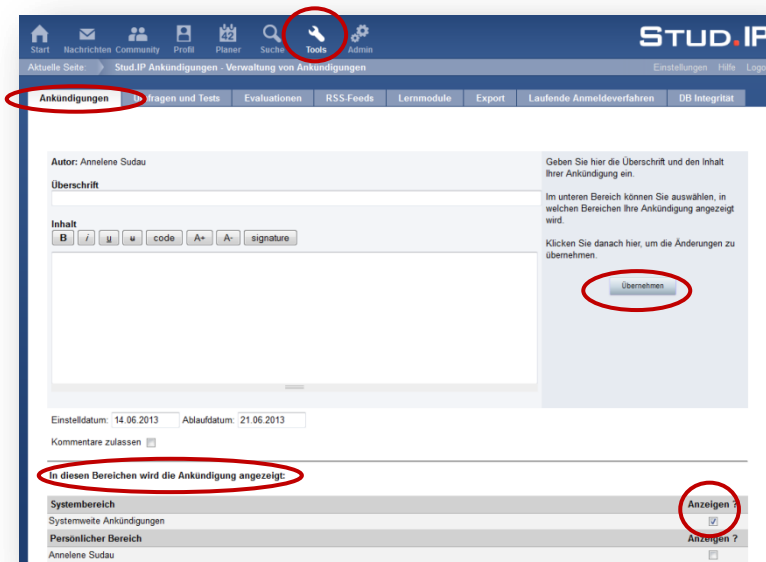 Start Nachrichten Community Profil Planer Suche Tools Admin
42
STUD.IP
Aktuelle Seite: Stud.IP Ankündigungen - Verwaltung von Ankündigungen
Einstellungen Hilfe Logo
Ankündigungen Umfragen und Tests Evaluationen RSS-Feeds Lernmodule Export Laufende Anmeldeverfahren DB Integrität
Autor: Annelene Sudau
Überschrift
Inhalt
B i u u code A+ A- signature
Geben Sie hier die Überschrift und den Inhalt
Ihrer Ankündigung ein.
Im unteren Bereich können Sie auswählen, in
welchen Bereichen Ihre Ankündigung angezeigt
wird.
Klicken Sie danach hier, um die Änderungen zu
übernehmen.
Übernehmen
Einstelldatum: 14.06.2013 Ablaufdatum: 21.06.2013
Kommentare zulassen
In diesen Bereichen wird die Ankündigung angezeigt:
Systembereich Anzeigen ?
Systemweite Ankündigungen
Persönlicher Bereich Anzeigen ?
Annelene Sudau